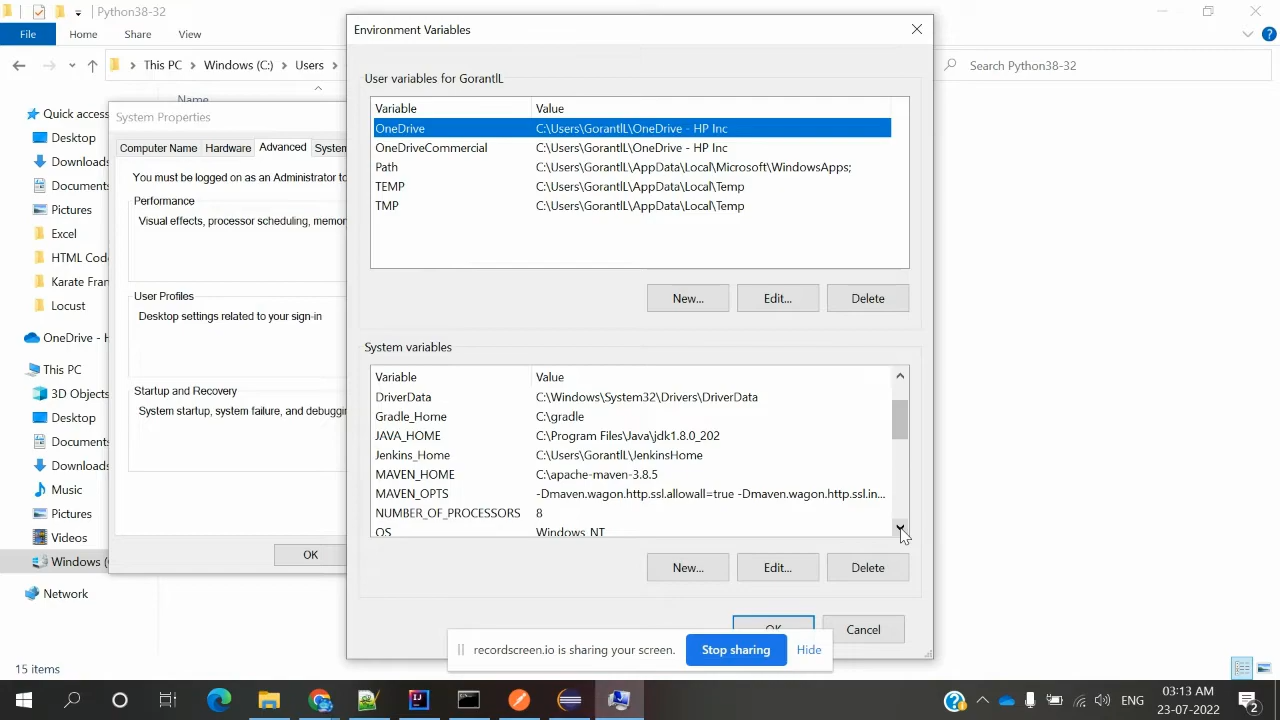 Python38-32
File
Home
Share
View
This PC
Windows (C:)
Users
Search Python38-32
Name
Quick access
Desktop
Downloads
Documents
Pictures
Excel
HTML Cod
Karate Fran
Locust
OneDrive - H
This PC
3D Objects
Desktop
Documents
Downloads
Music
Pictures
Videos
Windows (
Network
15 items
System Properties
Computer Name
Hardware
Advanced
System
You must be logged on as an Administrator to
Performance
Visual effects, processor scheduling, memor
User Profiles
Desktop settings related to your sign-in
Startup and Recovery
System startup, system failure, and debuggin
OK
Environment Variables
User variables for GorantlL
Variable Value
OneDrive C:\Users\GorantlL\OneDrive - HP Inc
OneDriveCommercial C:\Users\GorantlL\OneDrive - HP Inc
Path C:\Users\GorantlL\AppData\Local\Microsoft\WindowsApps;
TEMP C:\Users\GorantlL\AppData\Local\Temp
TMP C:\Users\GorantlL\AppData\Local\Temp
New... Edit... Delete
System variables
Variable Value
DriverData C:\Windows\System32\Drivers\DriverData
Gradle_Home C:\gradle
JAVA_HOME C:\Program Files\Java\jdk1.8.0_202
Jenkins_Home C:\Users\GorantlL\JenkinsHome
MAVEN_HOME C:\apache-maven-3.8.5
MAVEN_OPTS -Dmaven.wagon.http.ssl.allowall=true -Dmaven.wagon.http.ssl.in...
NUMBER_OF_PROCESSORS 8
OS Windows_NT
New... Edit... Delete
OK Cancel
recordscreen.io is sharing your screen. Stop sharing Hide
ENG
03:13 AM
23-07-2022
2